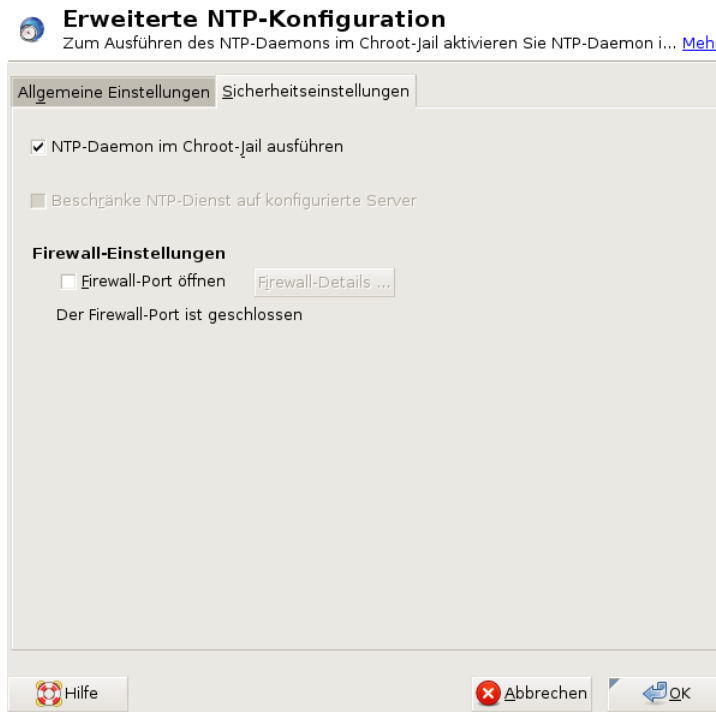 Erweiterte NTP-Konfiguration
Zum Ausführen des NTP-Daemons im Chroot-Jail aktivieren Sie NTP-Daemon i... Meh
Allgemeine Einstellungen Sicherheitseinstellungen
NTP-Daemon im Chroot-Jail ausführen
Beschränke NTP-Dienst auf konfigurierte Server
Firewall-Einstellungen
Firewall-Port öffnen Firewall-Details ...
Der Firewall-Port ist geschlossen
Hilfe Abbrechen OK